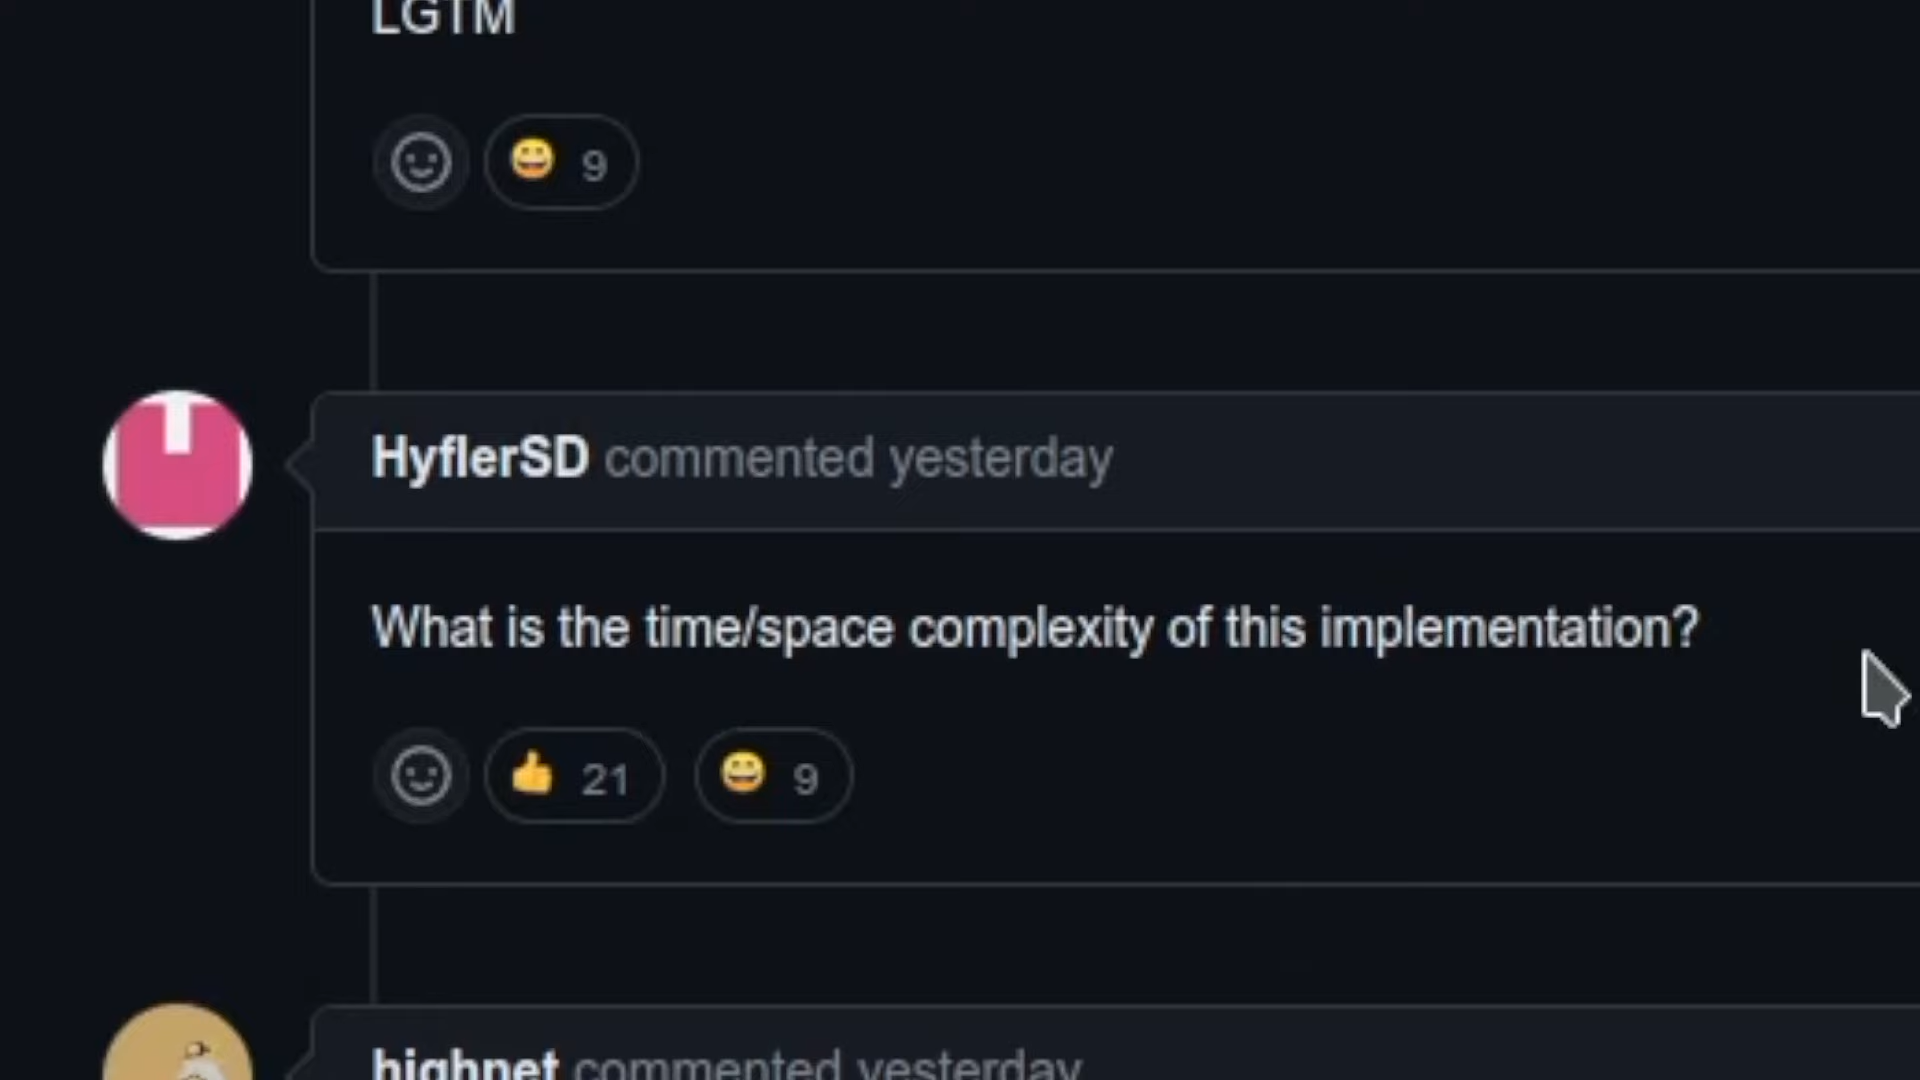 LGTM
9
HyflerSD commented yesterday
What is the time/space complexity of this implementation?
21 9
highnet commented yesterday